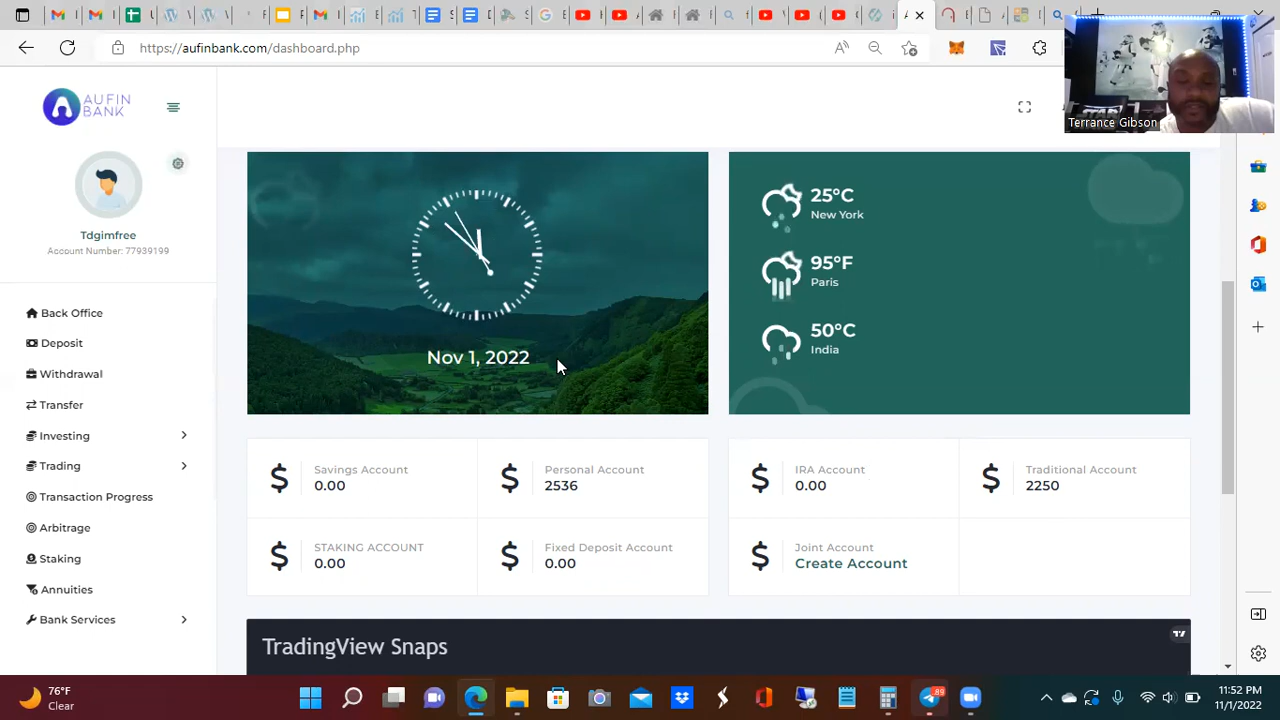 https://aufinbank.com/dashboard.php
Terrance Gibson
AUFIN
BANK
Tdgimfree
Account Number: 77939199
Back Office
Deposit
Withdrawal
Transfer
Investing
Trading
Transaction Progress
Arbitrage
Staking
Annuities
Bank Services
Nov 1, 2022
25°C
New York
95°F
Paris
50°C
India
Savings Account
0.00
Personal Account
2536
IRA Account
0.00
Traditional Account
2250
STAKING ACCOUNT
0.00
Fixed Deposit Account
0.00
Joint Account
Create Account
TradingView Snaps
76°F
Clear
89
11:52 PM
11/1/2022